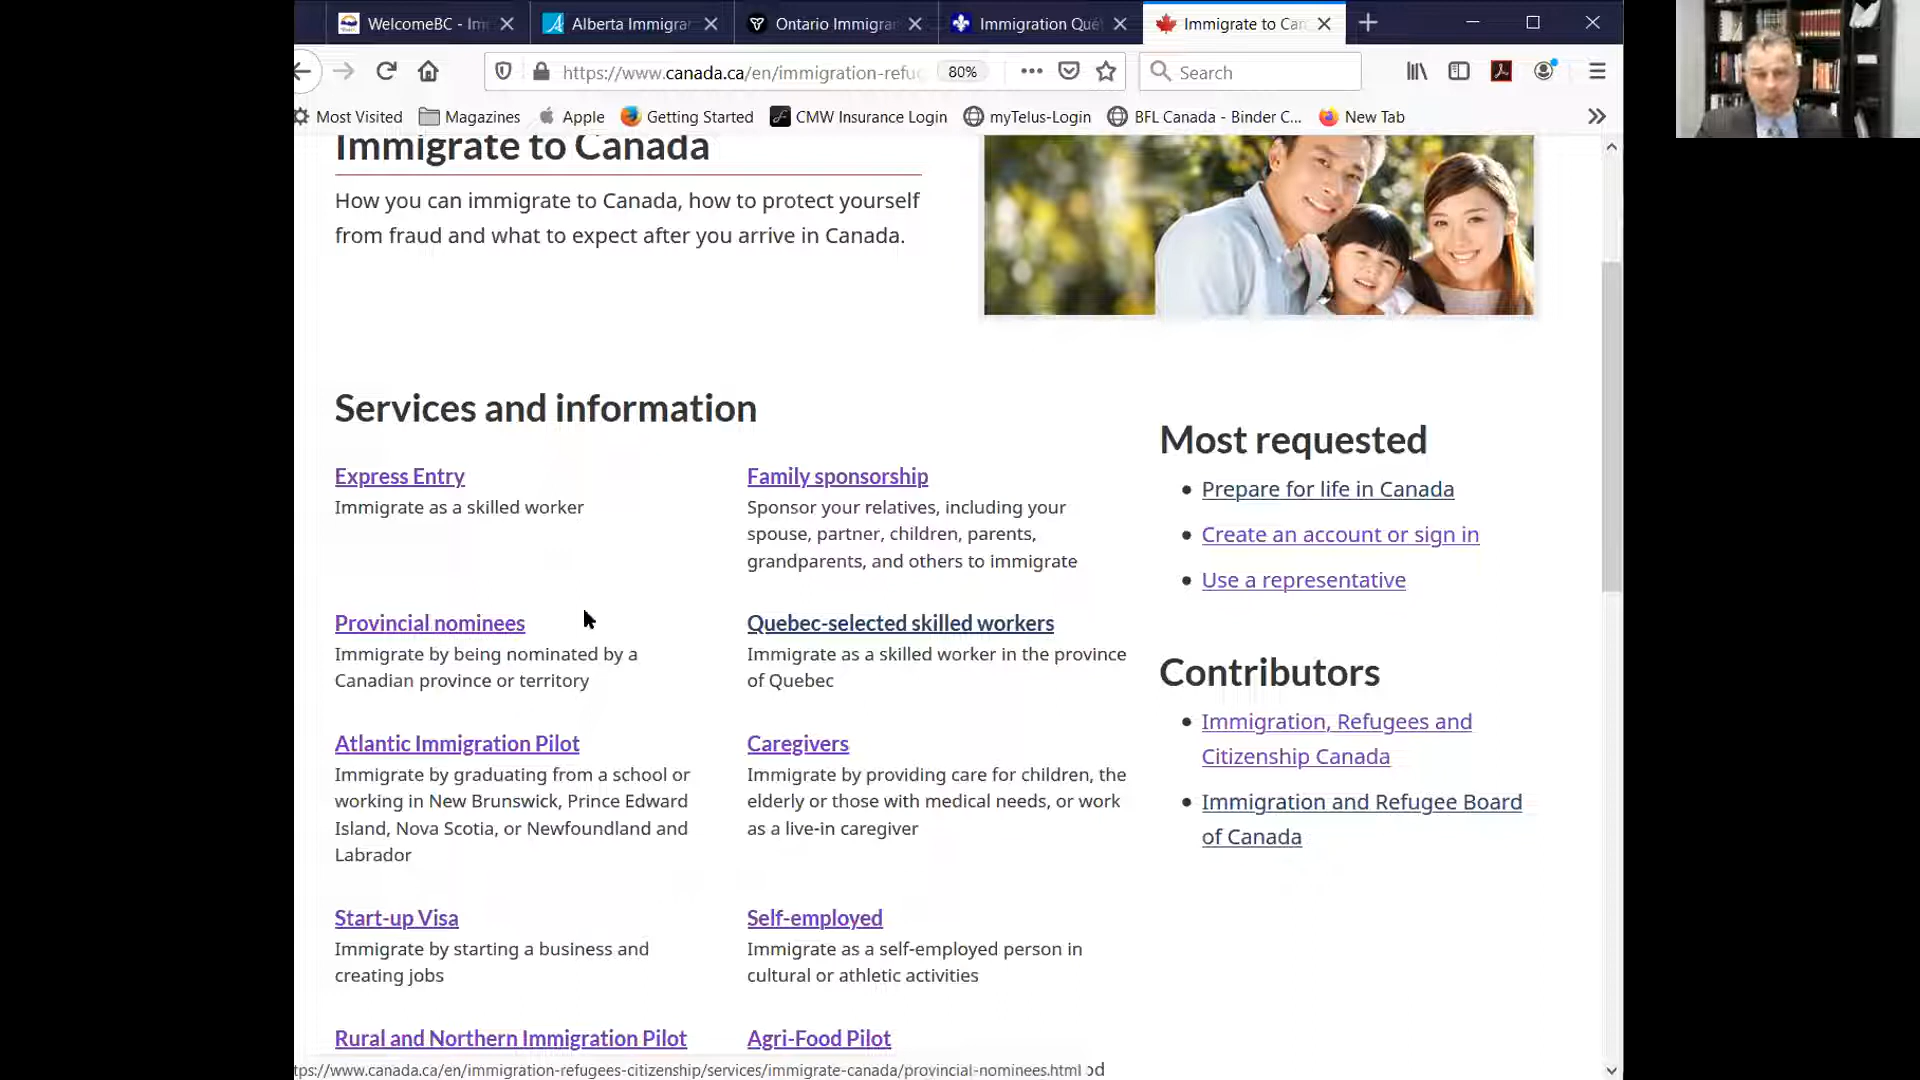 WelcomeBC - Im
Alberta Immigra
Ontario Immigra
Immigration Qué
Immigrate to Can
https://www.canada.ca/en/immigration-refug
80%
Search
Most Visited
Magazines
Apple
Getting Started
CMW Insurance Login
myTelus-Login
BFL Canada - Binder C...
New Tab
Immigrate to Canada
How you can immigrate to Canada, how to protect yourself
from fraud and what to expect after you arrive in Canada.
Services and information
Express Entry
Immigrate as a skilled worker
Family sponsorship
Sponsor your relatives, including your
spouse, partner, children, parents,
grandparents, and others to immigrate
Provincial nominees
Immigrate by being nominated by a
Canadian province or territory
Quebec-selected skilled workers
Immigrate as a skilled worker in the province
of Quebec
Atlantic Immigration Pilot
Immigrate by graduating from a school or
working in New Brunswick, Prince Edward
Island, Nova Scotia, or Newfoundland and
Labrador
Caregivers
Immigrate by providing care for children, the
elderly or those with medical needs, or work
as a live-in caregiver
Start-up Visa
Immigrate by starting a business and
creating jobs
Self-employed
Immigrate as a self-employed person in
cultural or athletic activities
Rural and Northern Immigration Pilot
Agri-Food Pilot
Most requested
Prepare for life in Canada
Create an account or sign in
Use a representative
Contributors
Immigration, Refugees and
Citizenship Canada
Immigration and Refugee Board
of Canada
tps://www.canada.ca/en/immigration-refugees-citizenship/services/immigrate-canada/provincial-nominees.html od